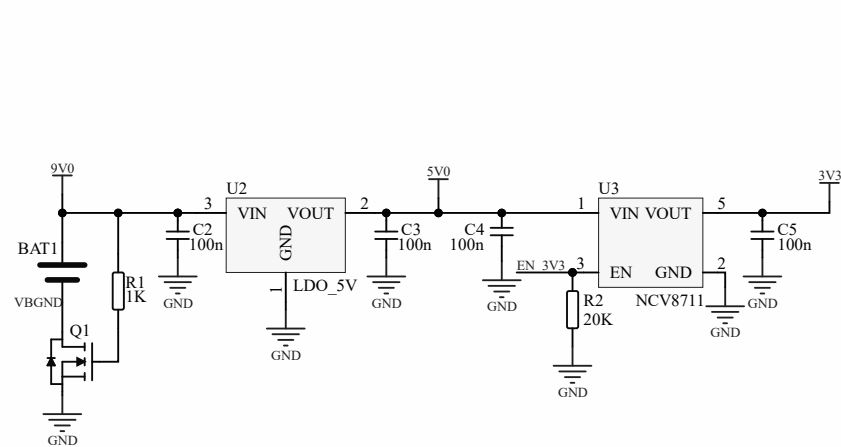 9V0
5V0
3V3
U2
U3
3
VIN
VOUT
2
1
VIN
VOUT
5
GND
C2
100n
C3
100n
C4
100n
C5
100n
BAT1
VBGND
R1
1K
EN_3V3
3
EN
GND
2
1
LDO_5V
NCV8711
R2
20K
Q1
GND
GND
GND
GND
GND
GND
GND
GND